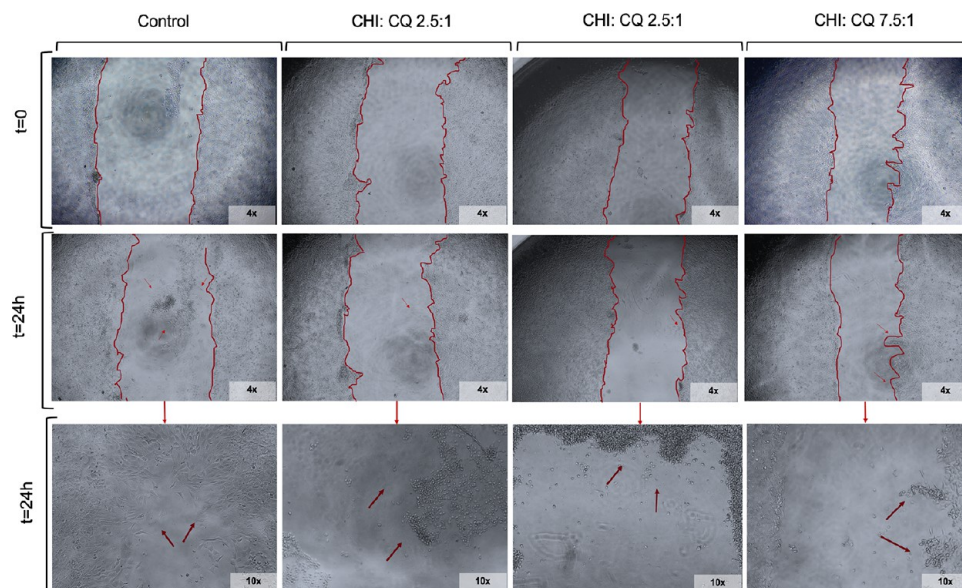 Control
CHI: CQ 2.5:1
CHI: CQ 2.5:1
CHI: CQ 7.5:1
t=0
4x
4x
4x
4x
t=24h
4x
4x
4x
4x
t=24h
10x
10x
10x
10x